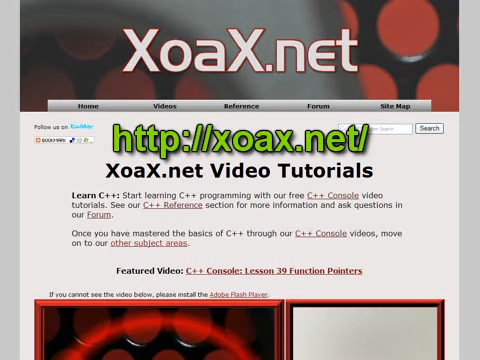 XoaX.net
Home Videos Reference Forum Site Map
Follow us on twitter
http://xoax.net/
Search
BOOKMARK
XoaX.net Video Tutorials
Learn C++: Start learning C++ programming with our free C++ Console video
tutorials. See our C++ Reference section for more information and ask questions in
our Forum.
Once you have mastered the basics of C++ through our C++ Console videos, move
on to our other subject areas.
Featured Video: C++ Console: Lesson 39 Function Pointers
If you cannot see the video below, please install the Adobe Flash Player.